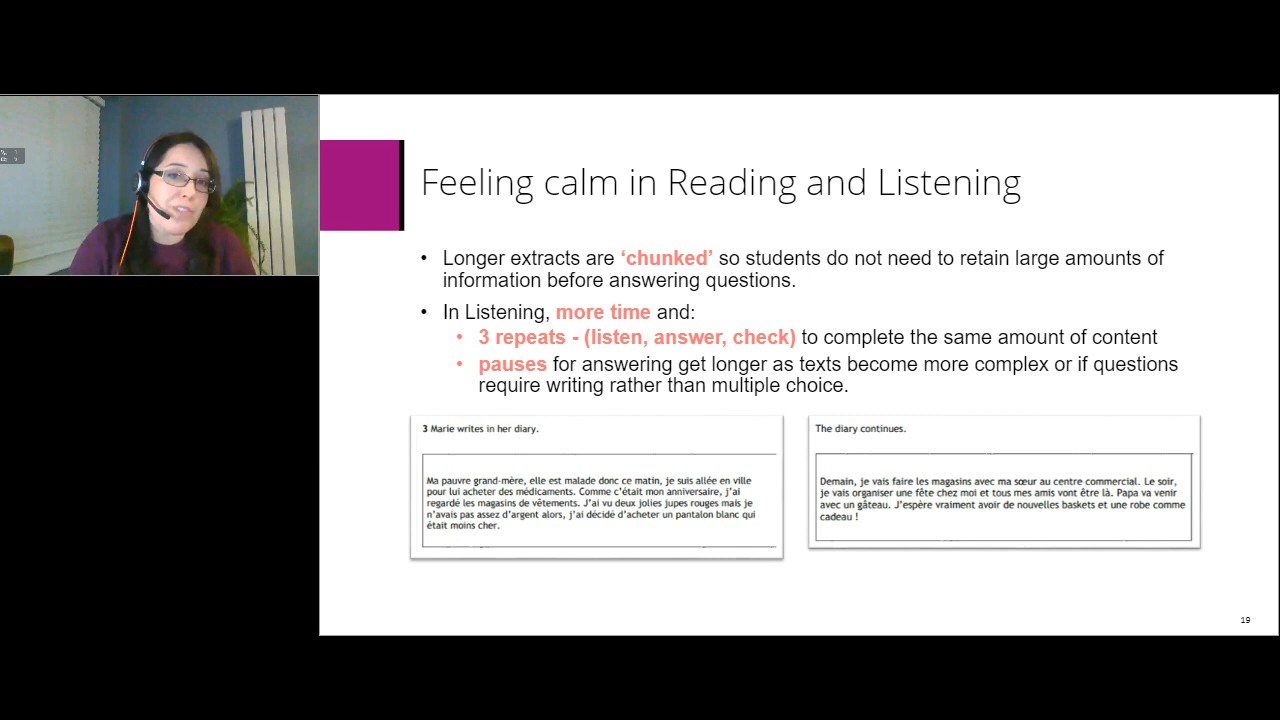 Feeling calm in Reading and Listening
• Longer extracts are ‘chunked’ so students do not need to retain large amounts of
information before answering questions.
• In Listening, more time and:
• 3 repeats - (listen, answer, check) to complete the same amount of content
• pauses for answering get longer as texts become more complex or if questions
require writing rather than multiple choice.
3 Marie writes in her diary.
Ma pauvre grand-mère, elle est malade donc ce matin, je suis allée en ville
pour lui acheter des médicaments. Comme c'était mon anniversaire, j'ai
regardé les magasins de vêtements. J'ai vu deux jolies jupes rouges mais je
n'avais pas assez d'argent alors, j'ai décidé d'acheter un pantalon blanc qui
était moins cher.
The diary continues.
Demain, je vais faire les magasins avec ma sœur au centre commercial. Le soir,
je vais organiser une fête chez moi et tous mes amis vont être là. Papa va venir
avec un gâteau. J'espère vraiment avoir de nouvelles baskets et une robe comme
cadeau !
19